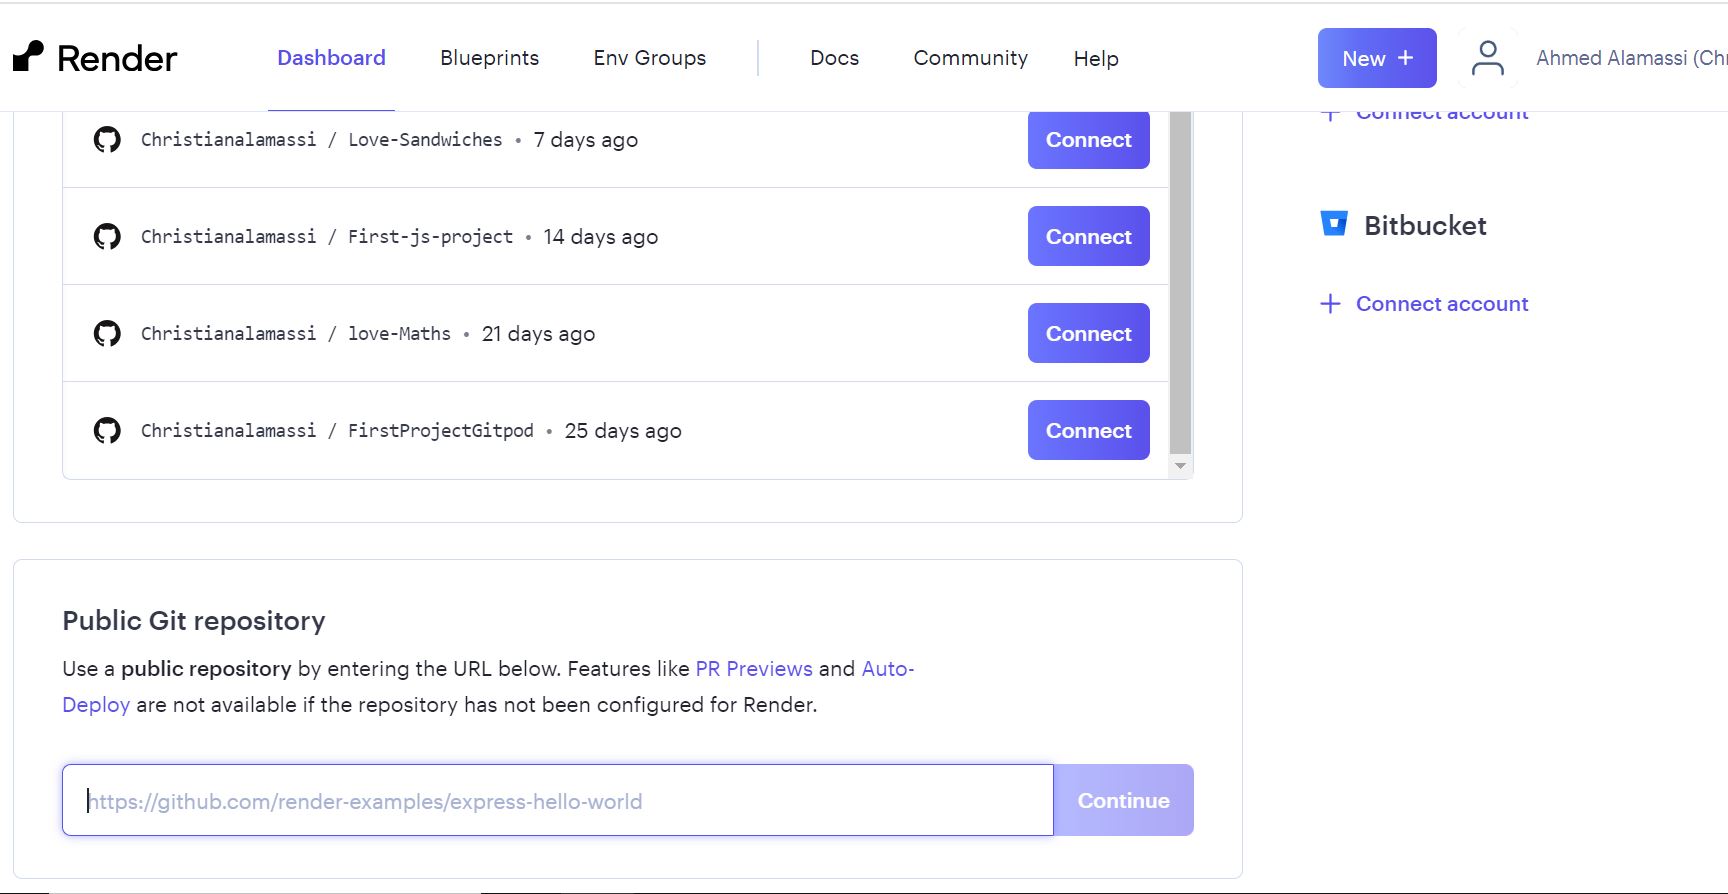 Render
Dashboard
Blueprints
Env Groups
Docs
Community
Help
New +
Ahmed Alamassi (Chr
Christianalamassi / Love-Sandwiches • 7 days ago
Connect
Christianalamassi / First-js-project • 14 days ago
Connect
Christianalamassi / love-Maths • 21 days ago
Connect
Christianalamassi / FirstProjectGitpod • 25 days ago
Connect
+ Connect account
Bitbucket
+ Connect account
Public Git repository
Use a public repository by entering the URL below. Features like PR Previews and Auto-
Deploy are not available if the repository has not been configured for Render.
https://github.com/render-examples/express-hello-world
Continue